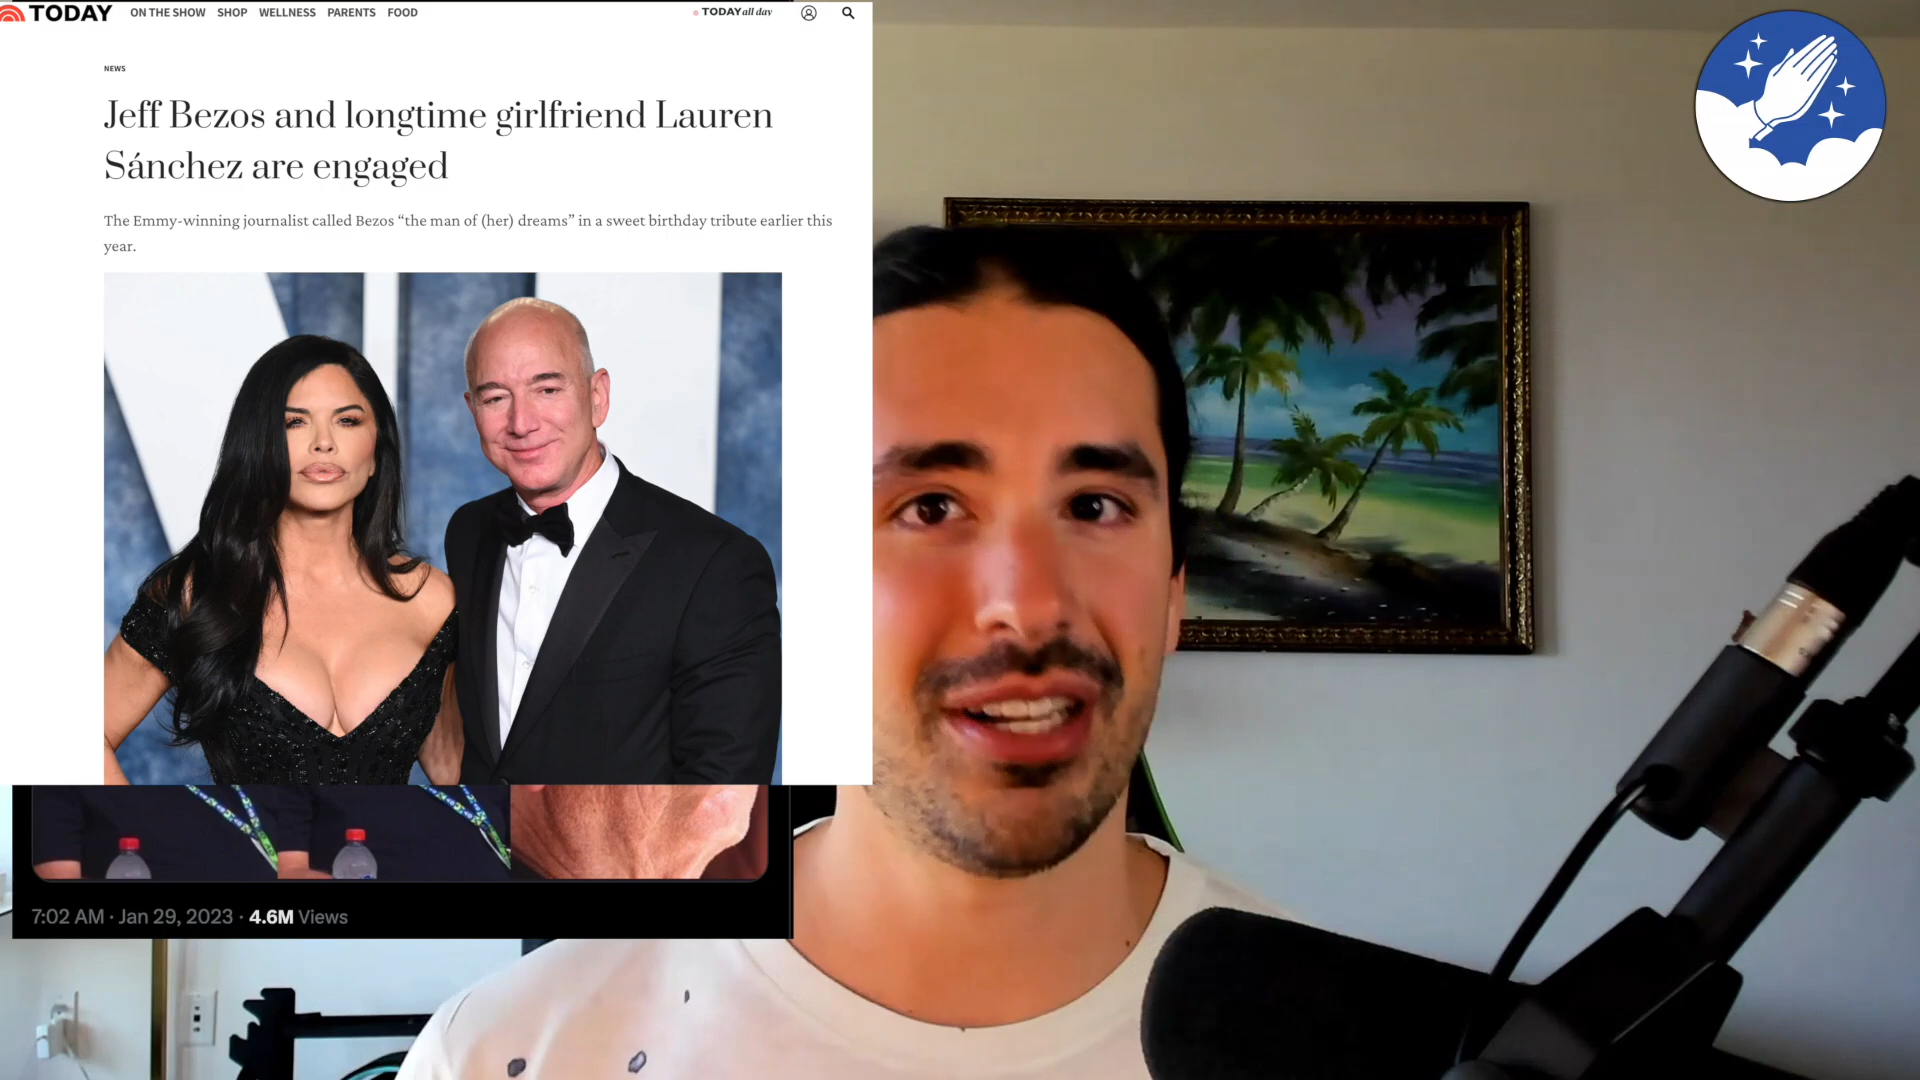 TODAY ON THE SHOW SHOP WELLNESS PARENTS FOOD TODAY all day
NEWS
Jeff Bezos and longtime girlfriend Lauren
Sánchez are engaged
The Emmy-winning journalist called Bezos “the man of (her) dreams” in a sweet birthday tribute earlier this
year.
7:02 AM · Jan 29, 2023 · 4.6M Views